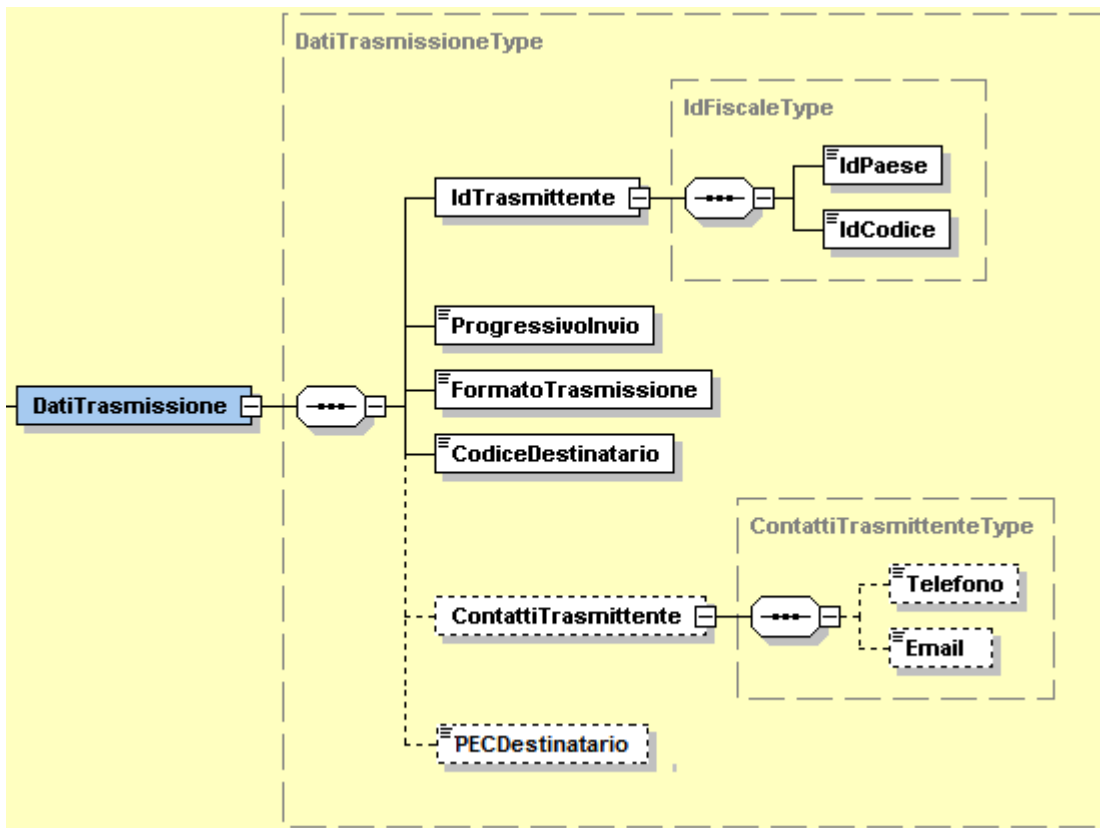 DatiTrasmissioneType
IdFiscaleType
IdPaese
IdTrasmittente
IdCodice
ProgressivoInvio
FormatoTrasmissione
DatiTrasmissione
CodiceDestinatario
ContattiTrasmittenteType
Telefono
ContattiTrasmittente
Email
PECDestinatario